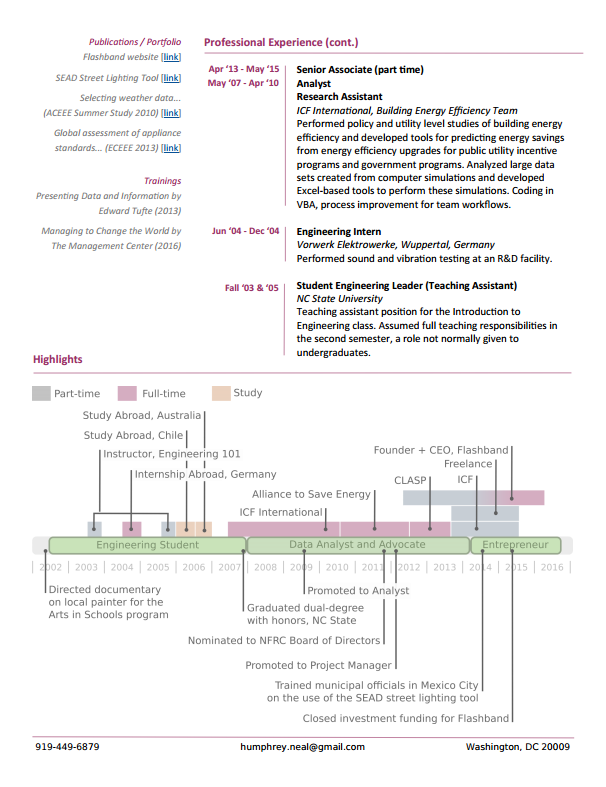 Publications / Portfolio
Flashband website [link]
SEAD Street Lighting Tool [link]
Selecting weather data...
(ACEEE Summer Study 2010) [link]
Global assessment of appliance
standards... (ECEEE 2013) [link]
Trainings
Presenting Data and Information by
Edward Tufte (2013)
Managing to Change the World by
The Management Center (2016)
Professional Experience (cont.)
Apr ‘13 - May ‘15
May ‘07 - Apr ‘10
Senior Associate (part time)
Analyst
Research Assistant
ICF International, Building Energy Efficiency Team
Performed policy and utility level studies of building energy
efficiency and developed tools for predicting energy savings
from energy efficiency upgrades for public utility incentive
programs and government programs. Analyzed large data
sets created from computer simulations and developed
Excel-based tools to perform these simulations. Coding in
VBA, process improvement for team workflows.
Jun ‘04 - Dec ‘04
Engineering Intern
Vorwerk Elektrowerke, Wuppertal, Germany
Performed sound and vibration testing at an R&D facility.
Fall ‘03 & ‘05
Student Engineering Leader (Teaching Assistant)
NC State University
Teaching assistant position for the Introduction to
Engineering class. Assumed full teaching responsibilities in
the second semester, a role not normally given to
undergraduates.
Highlights
Part-time Full-time Study
Study Abroad, Australia
Study Abroad, Chile
Instructor, Engineering 101
Internship Abroad, Germany
Founder + CEO, Flashband
Freelance
CLASP ICF
Alliance to Save Energy
ICF International
Engineering Student Data Analyst and Advocate Entrepreneur
2002 2003 2004 2005 2006 2007 2008 2009 2010 2011 2012 2013 2014 2015 2016
Directed documentary
on local painter for the
Arts in Schools program
Promoted to Analyst
Graduated dual-degree
with honors, NC State
Nominated to NFRC Board of Directors
Promoted to Project Manager
Trained municipal officials in Mexico City
on the use of the SEAD street lighting tool
Closed investment funding for Flashband
919-449-6879 humphrey.neal@gmail.com Washington, DC 20009